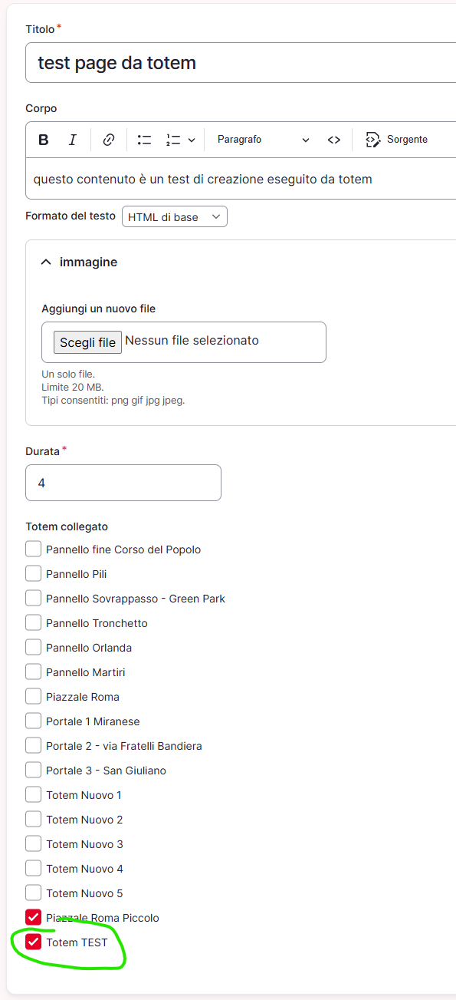 Titolo*
test page da totem
Corpo
B I Paragrafo <> Sorgente
questo contenuto è un test di creazione eseguito da totem
Formato del testo HTML di base
immagine
Aggiungi un nuovo file
Scegli file Nessun file selezionato
Un solo file.
Limite 20 MB.
Tipi consentiti: png gif jpg jpeg.
Durata*
4
Totem collegato
Pannello fine Corso del Popolo
Pannello Pili
Pannello Sovrappasso - Green Park
Pannello Tronchetto
Pannello Orlanda
Pannello Martiri
Piazzale Roma
Portale 1 Miranese
Portale 2 - via Fratelli Bandiera
Portale 3 - San Giuliano
Totem Nuovo 1
Totem Nuovo 2
Totem Nuovo 3
Totem Nuovo 4
Totem Nuovo 5
Piazzale Roma Piccolo
Totem TEST